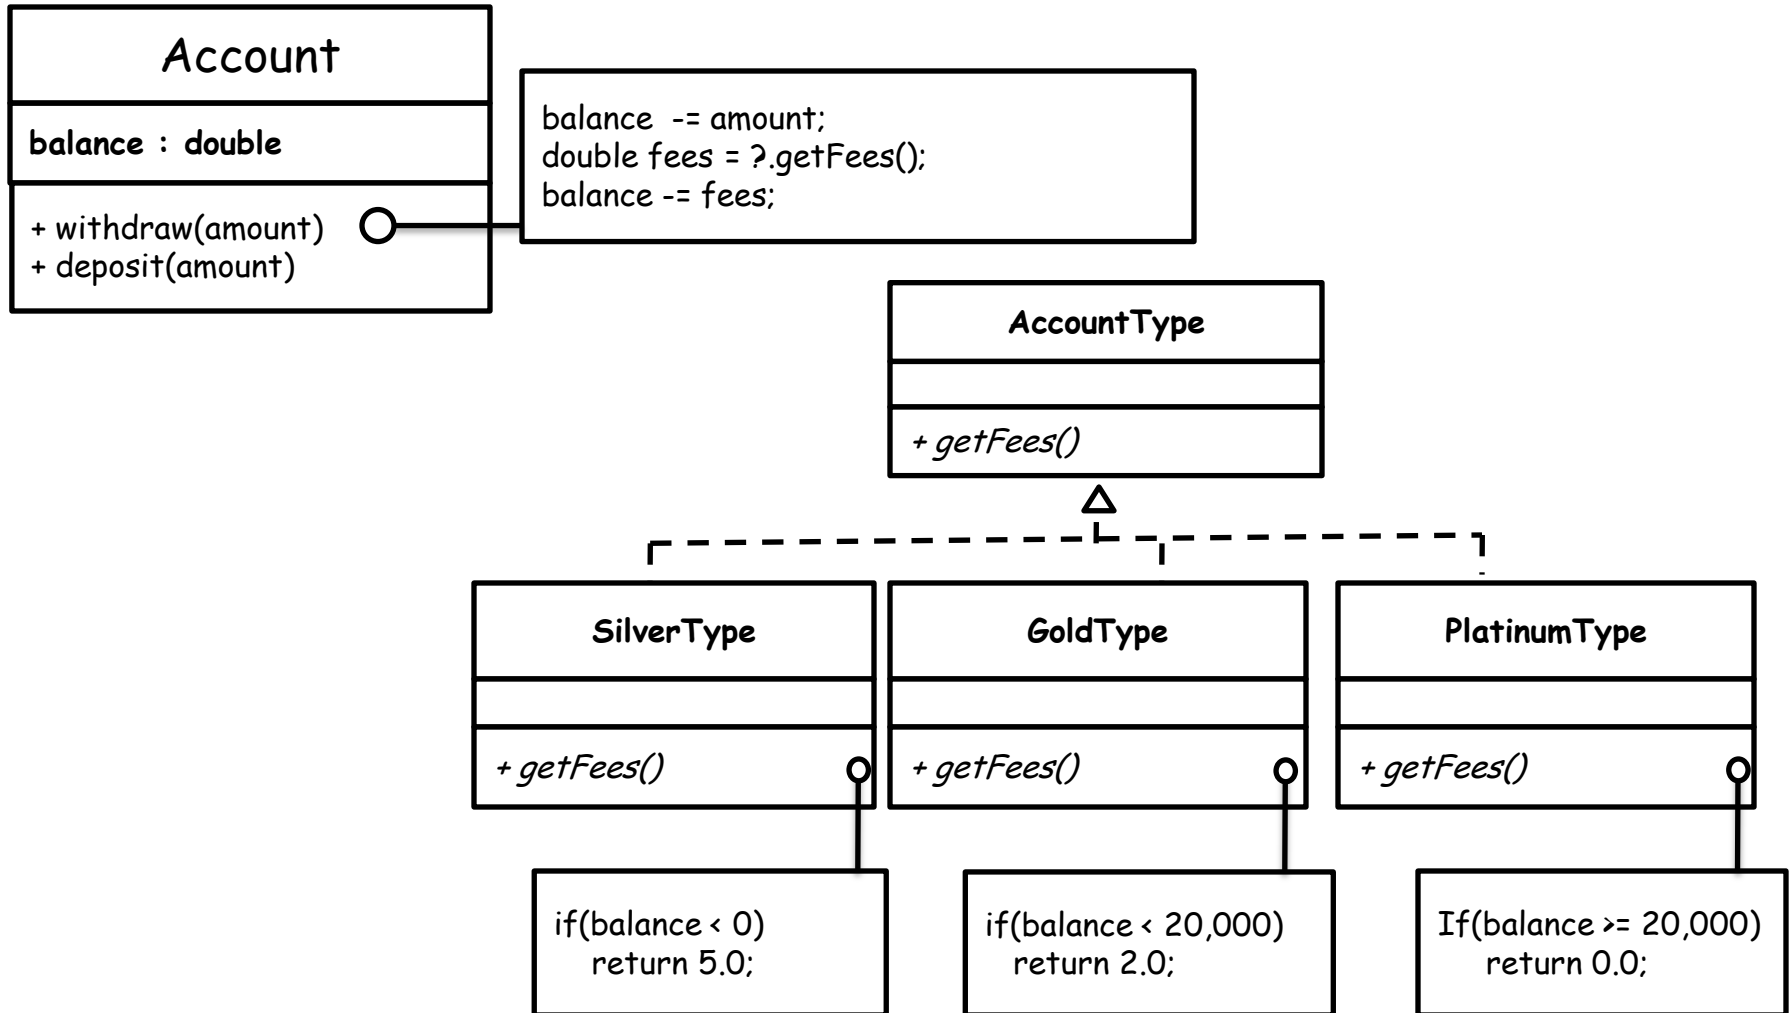 Account
balance : double
+ withdraw(amount)
+ deposit(amount)
balance -= amount;
double fees = ?.getFees();
balance -= fees;
AccountType
+ getFees()
SilverType
+ getFees()
GoldType
+ getFees()
PlatinumType
+ getFees()
if(balance < 0)
return 5.0;
if(balance < 20,000)
return 2.0;
If(balance >= 20,000)
return 0.0;